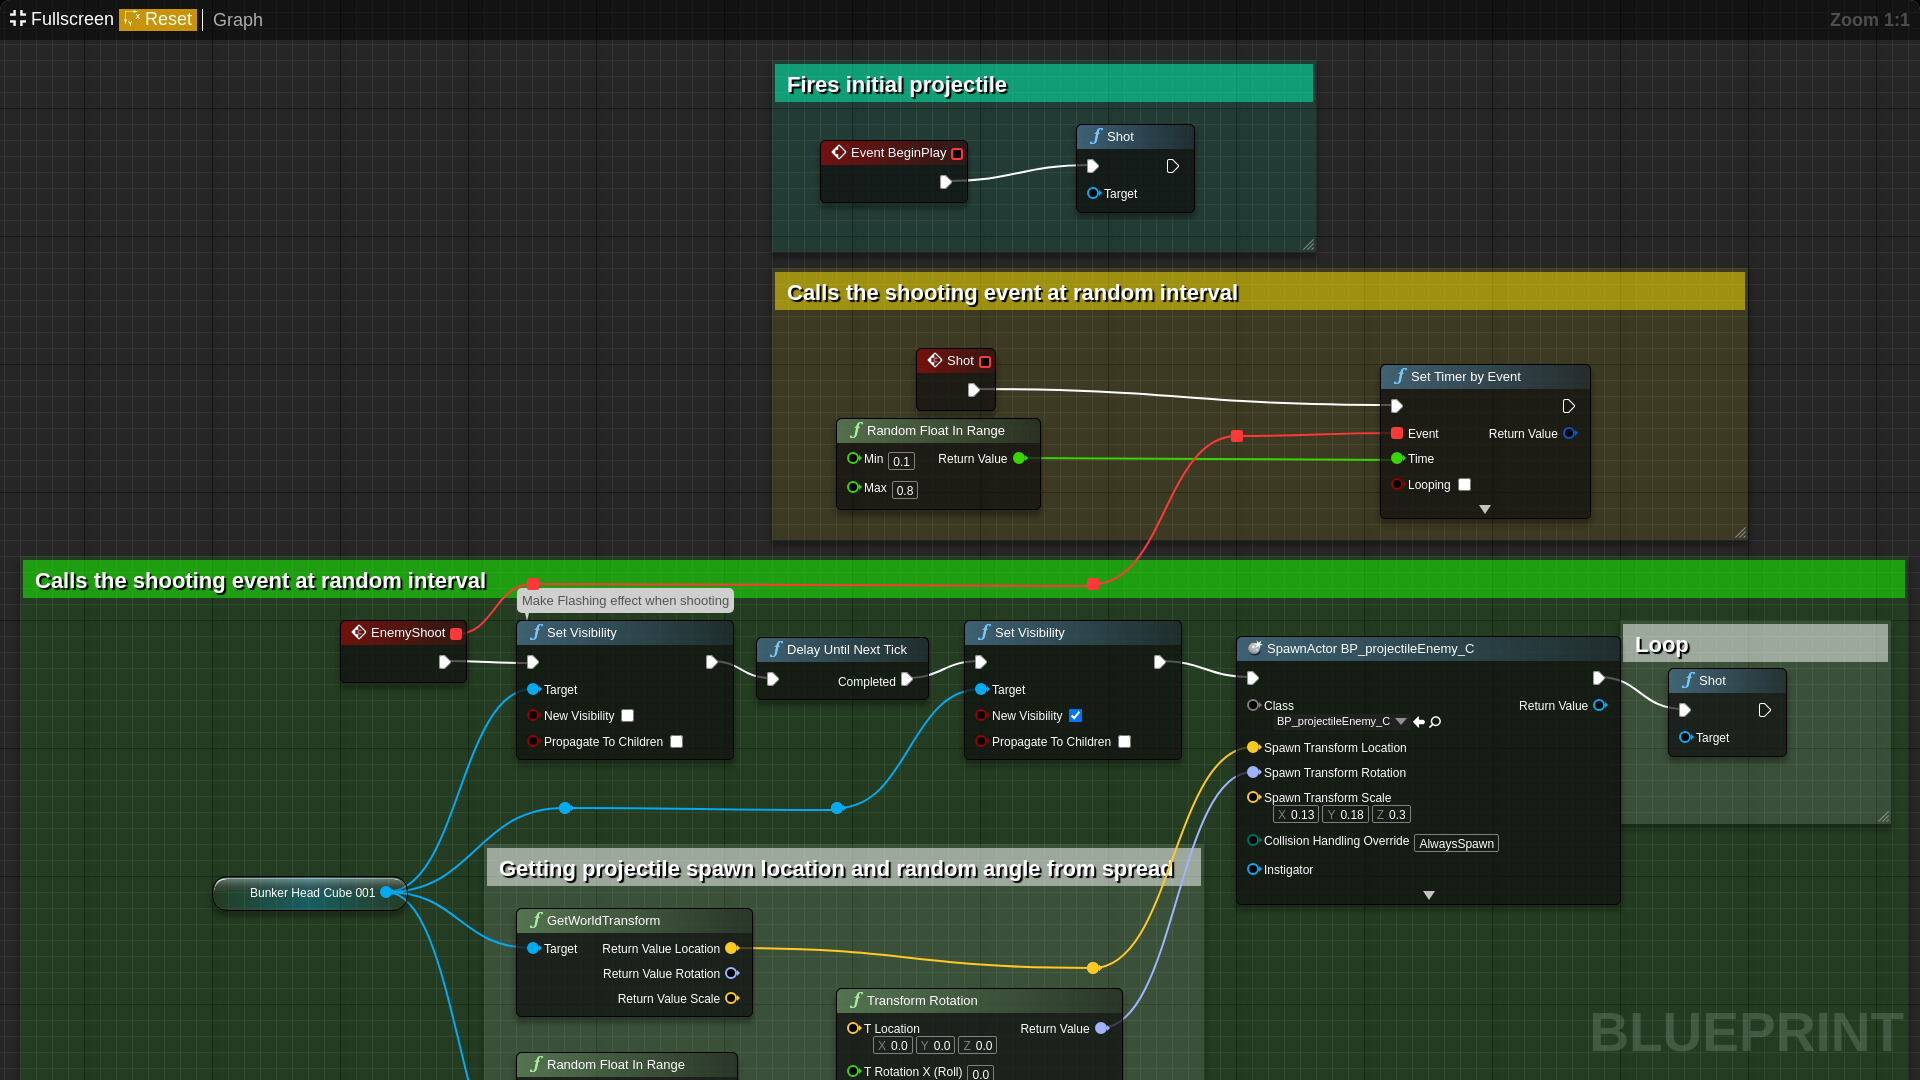 Fullscreen Reset Graph Zoom 1:1
Fires initial projectile
Event BeginPlay
Shot
Target
Calls the shooting event at random interval
Shot
Random Float In Range
Min 0.1 Return Value
Max 0.8
Set Timer by Event
Event Return Value
Time
Looping
Calls the shooting event at random interval
Make Flashing effect when shooting
EnemyShoot
Set Visibility
Target
New Visibility
Propagate To Children
Delay Until Next Tick
Completed
Set Visibility
Target
New Visibility
Propagate To Children
SpawnActor BP_projectileEnemy_C
Class Return Value
BP_projectileEnemy_C
Spawn Transform Location
Spawn Transform Rotation
Spawn Transform Scale
X 0.13 Y 0.18 Z 0.3
Collision Handling Override AlwaysSpawn
Instigator
Loop
Shot
Target
Bunker Head Cube 001
Getting projectile spawn location and random angle from spread
GetWorldTransform
Target Return Value Location
Return Value Rotation
Return Value Scale
Transform Rotation
T Location Return Value
X 0.0 Y 0.0 Z 0.0
T Rotation X (Roll) 0.0
Random Float In Range
BLUEPRINT